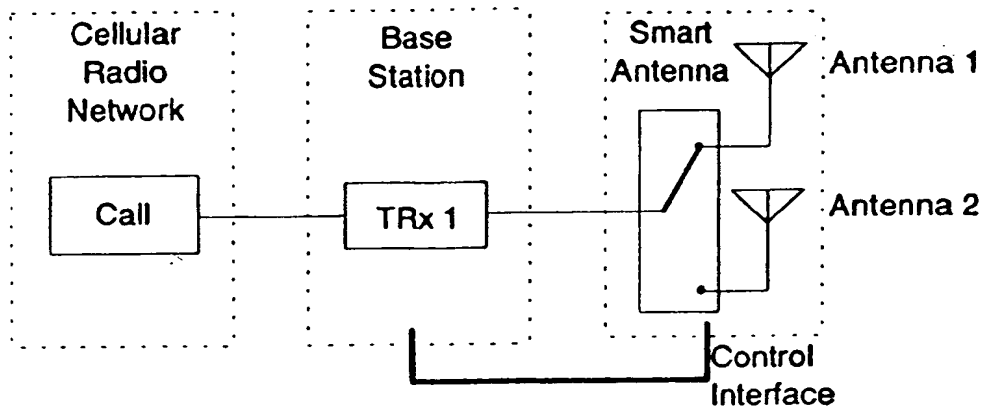 Cellular
Radio
Network
Base
Station
Smart
Antenna
Antenna 1
Call
TRx 1
Antenna 2
Control
Interface